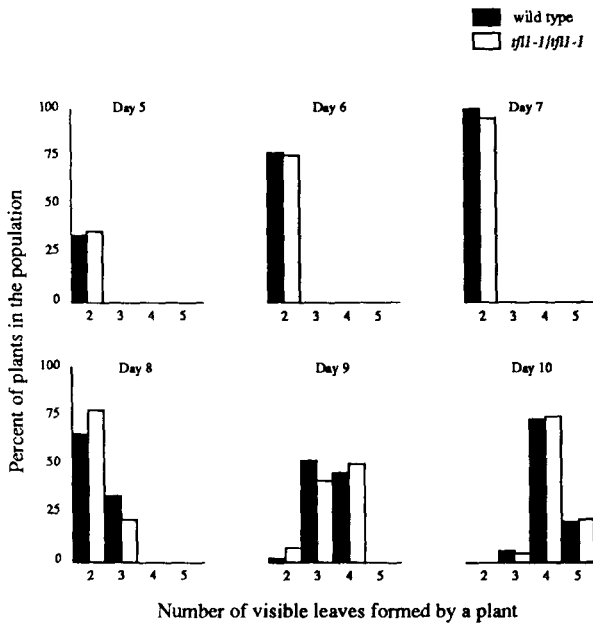 wild type
tfl1-1/tfl1-1
Percent of plants in the population
Day 5
Day 6
Day 7
100
75
50
25
0
2 3 4 5
2 3 4 5
2 3 4 5
Day 8
Day 9
Day 10
100
75
50
25
0
2 3 4 5
2 3 4 5
2 3 4 5
Number of visible leaves formed by a plant